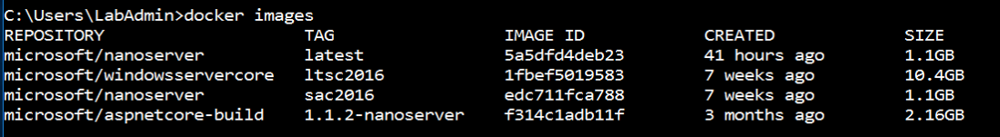 C:\Users\LabAdmin>docker images
REPOSITORY TAG IMAGE ID CREATED SIZE
microsoft/nanoserver latest 5a5dfd4deb23 41 hours ago 1.1GB
microsoft/windowsservercore ltsc2016 1fbef5019583 7 weeks ago 10.4GB
microsoft/nanoserver sac2016 edc711fca788 7 weeks ago 1.1GB
microsoft/aspnetcore-build 1.1.2-nanoserver f314c1adb11f 3 months ago 2.16GB